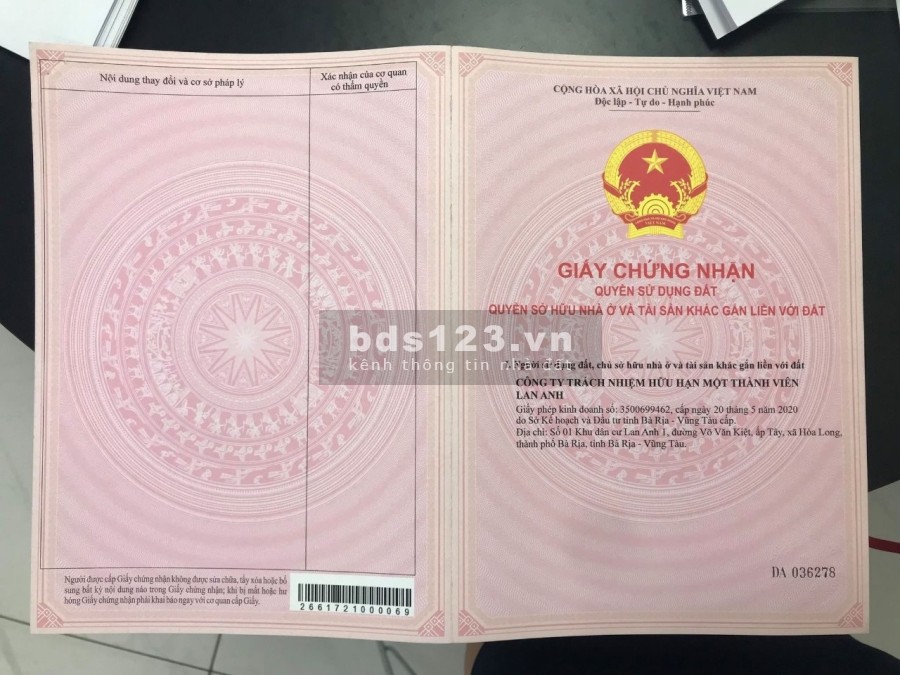 Nội dung thay đổi và cơ sở pháp lý
Xác nhận của cơ quan
có thẩm quyền
Người được cấp Giấy chứng nhận không được sửa chữa, tẩy xóa hoặc bổ
sung bất kỳ nội dung nào trong Giấy chứng nhận; khi bị mất hoặc hư
hỏng Giấy chứng nhận phải khai báo ngay với cơ quan cấp Giấy.
2661721000069
CỘNG HÒA XÃ HỘI CHỦ NGHĨA VIỆT NAM
Độc lập - Tự do - Hạnh phúc
GIẤY CHỨNG NHẬN
QUYỀN SỬ DỤNG ĐẤT
QUYỀN SỞ HỮU NHÀ Ở VÀ TÀI SẢN KHÁC GẮN LIỀN VỚI ĐẤT
bds123.vn
kênh thông tin nhà đất
Người sử dụng đất, chủ sở hữu nhà ở và tài sản khác gắn liền với đất
CÔNG TY TRÁCH NHIỆM HỮU HẠN MỘT THÀNH VIÊN
LAN ANH
Giấy phép kinh doanh số: 3500699462, cấp ngày 20 tháng 5 năm 2020
do Sở Kế hoạch và Đầu tư tỉnh Bà Rịa - Vũng Tàu cấp.
Địa chỉ: Số 01 Khu dân cư Lan Anh 1, đường Võ Văn Kiệt, ấp Tây, xã Hòa Long,
thành phố Bà Rịa, tỉnh Bà Rịa - Vũng Tàu.
DA 036278